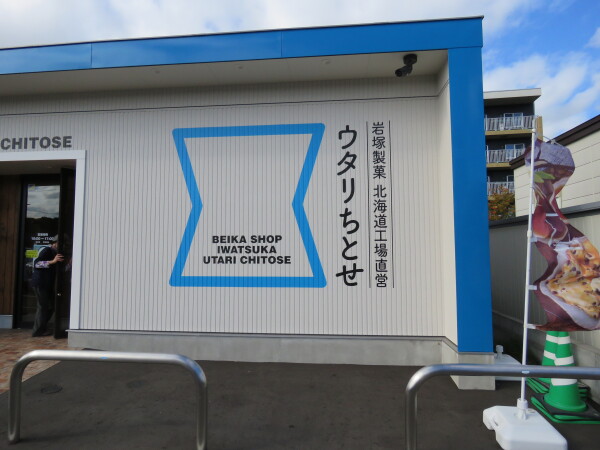 CHITOSE
BEIKA SHOP
IWATSUKA
UTARI CHITOSE
岩塚製菓 北海道工場直営
ウタリちとせ